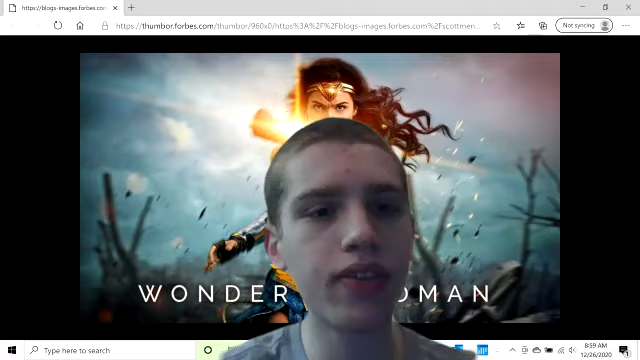 https://blogs-images.forbes.com
https://thumbor.forbes.com/thumbor/960x0/https%3A%2F%2Fblogs-images.forbes.com%2Fscottmen...
Not syncing
WONDER OMAN
Type here to search
8:59 AM
12/26/2020